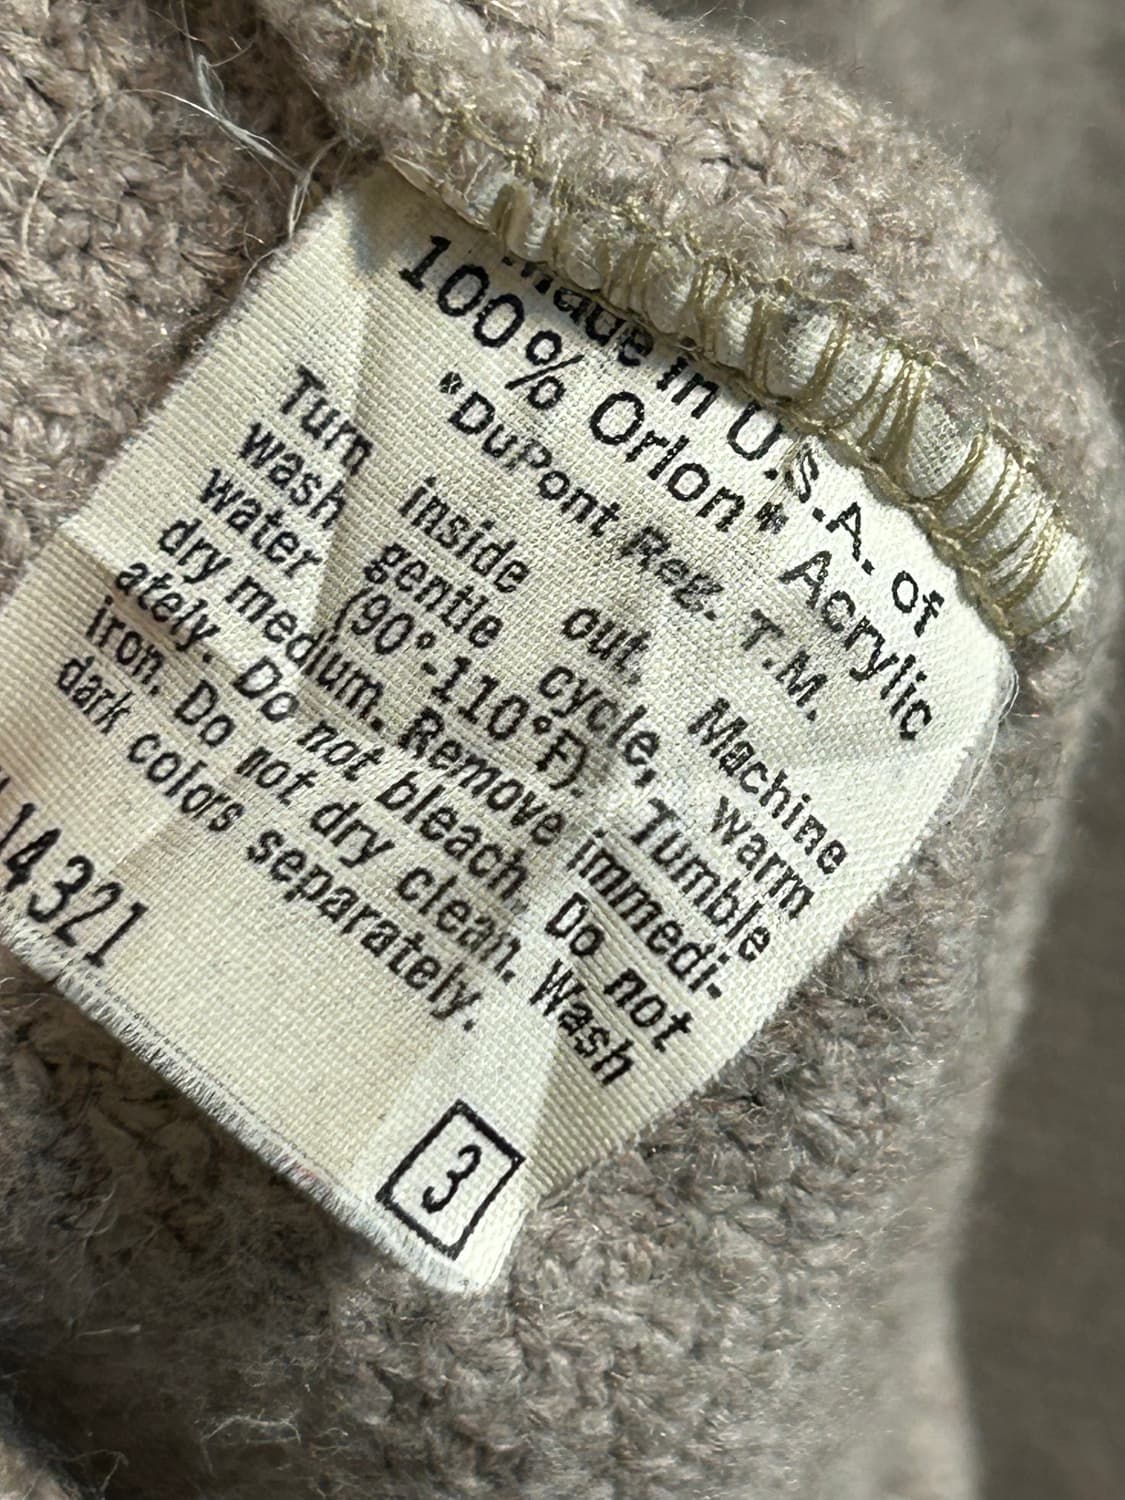 Made in U.S.A. of
100% Orlon* Acrylic
*DuPont Reg. T.M.
Turn inside out. Machine
wash gentle cycle, warm
water (90°-110°F). Tumble
dry medium. Remove immedi-
ately. Do not bleach. Do not
iron. Do not dry clean. Wash
dark colors separately.
14321
3